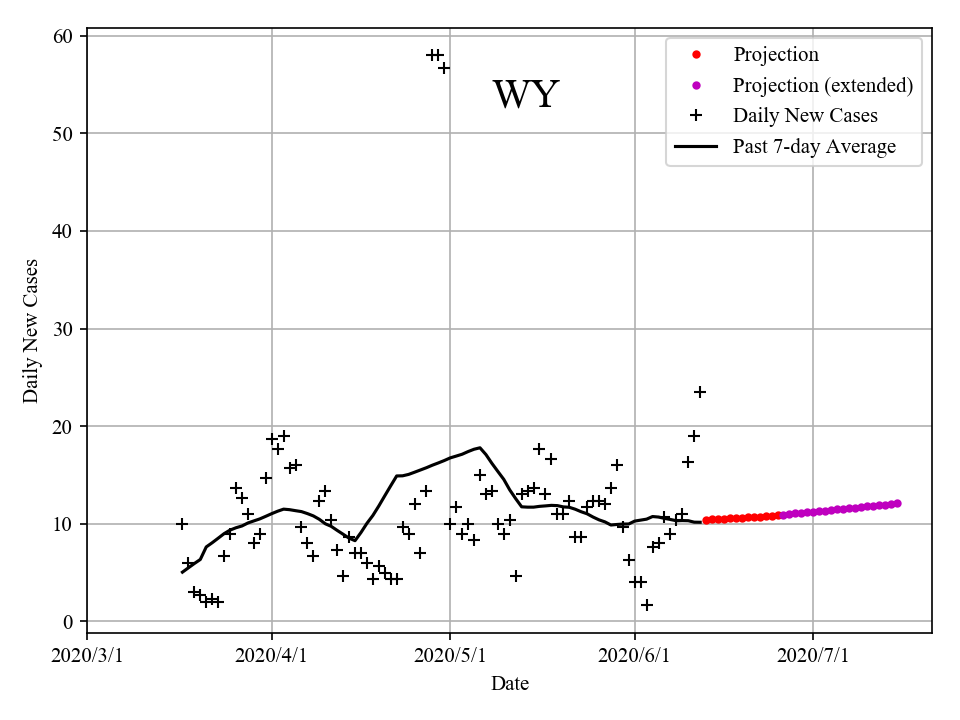 60
50
40
30
20
10
0
Daily New Cases
WY
Projection
Projection (extended)
Daily New Cases
Past 7-day Average
2020/3/1
2020/4/1
2020/5/1
2020/6/1
2020/7/1
Date